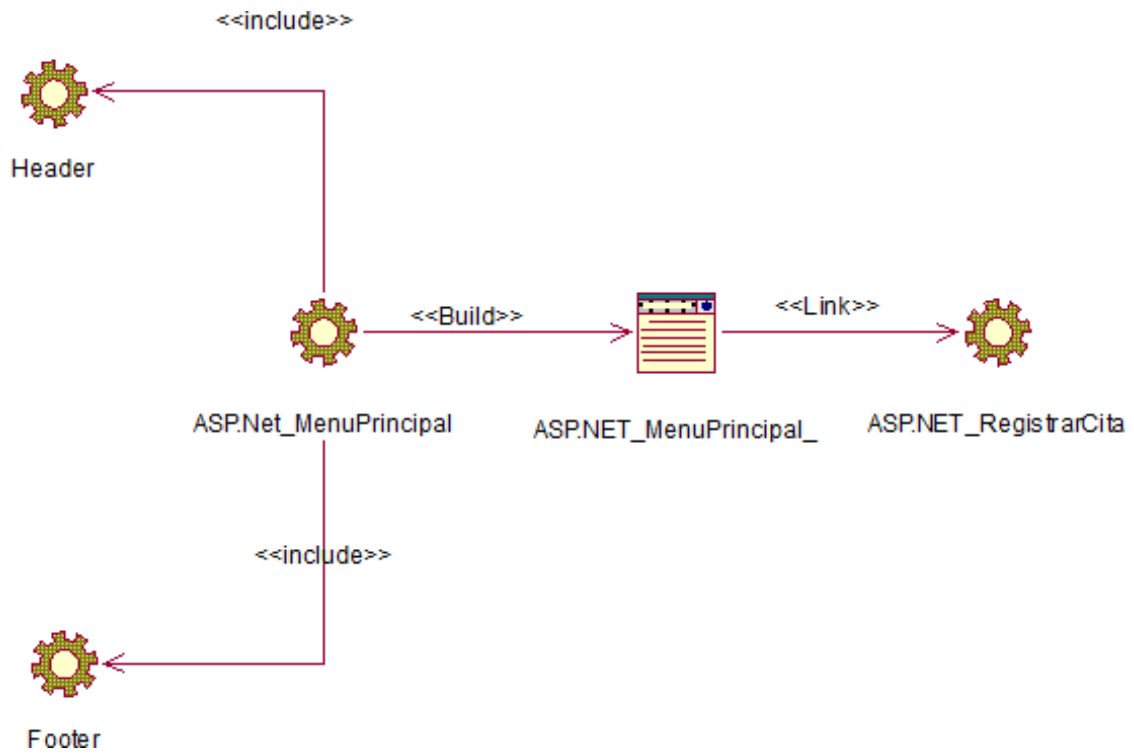 <<include>>
Header
<<Build>>
<<Link>>
ASP.Net_MenuPrincipal
ASP.NET_MenuPrincipal_
ASP.NET_RegistrarCita
<<include>>
Footer